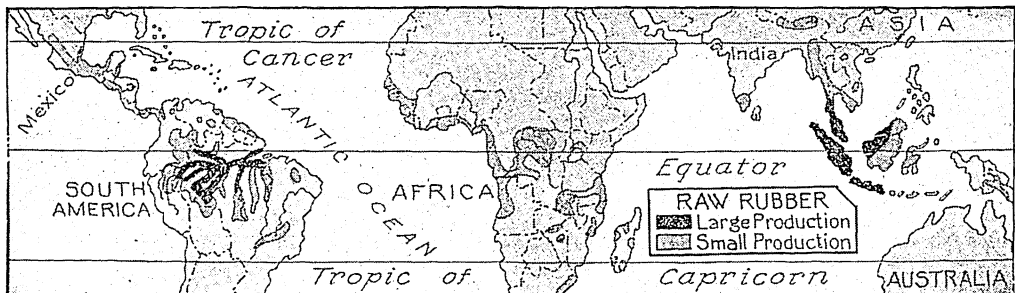 Tropic of
Cancer
ASIA
India
Mexico
ATLANTIC
OCEAN
SOUTH
AMERICA
AFRICA
Equator
RAW RUBBER
Large Production
Small Production
Tropic of
Capricorn
AUSTRALIA